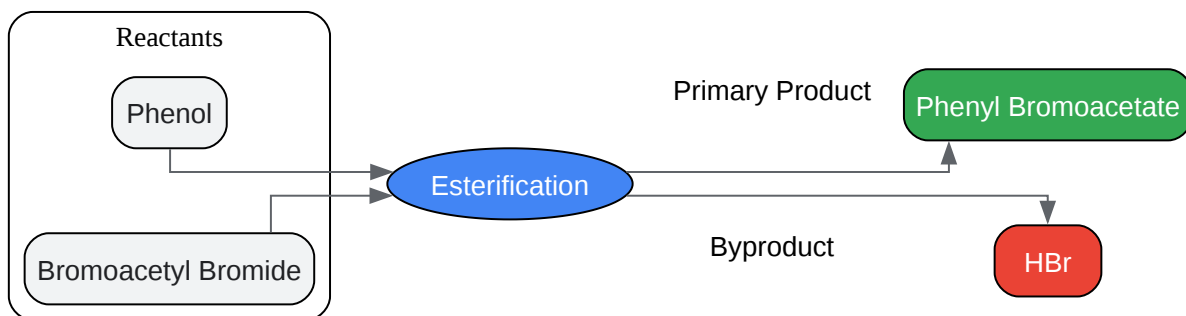 Reactants
Phenol
Bromoacetyl Bromide
Esterification
Primary Product
Byproduct
Phenyl Bromoacetate
HBr